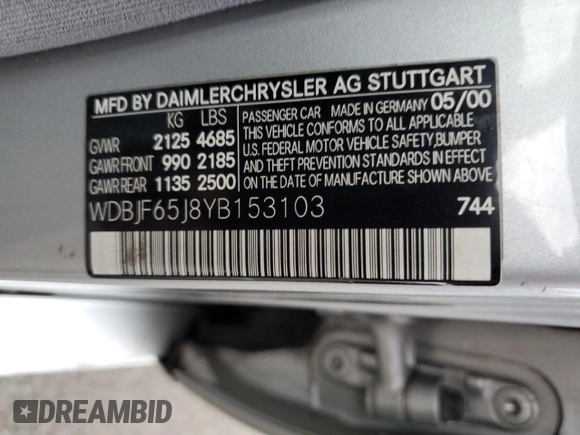 MFD BY DAIMLERCHRYSLER AG STUTTGART
KG LBS
GVWR 2125 4685
GAWR FRONT 990 2185
GAWR REAR 1135 2500
PASSENGER CAR MADE IN GERMANY 05/00
THIS VEHICLE CONFORMS TO ALL APPLICABLE
U.S. FEDERAL MOTOR VEHICLE SAFETY, BUMPER
AND THEFT PREVENTION STANDARDS IN EFFECT
ON THE DATE OF MANUFACTURE SHOWN ABOVE
WDBJF65J8YB153103 744
DREAMBID